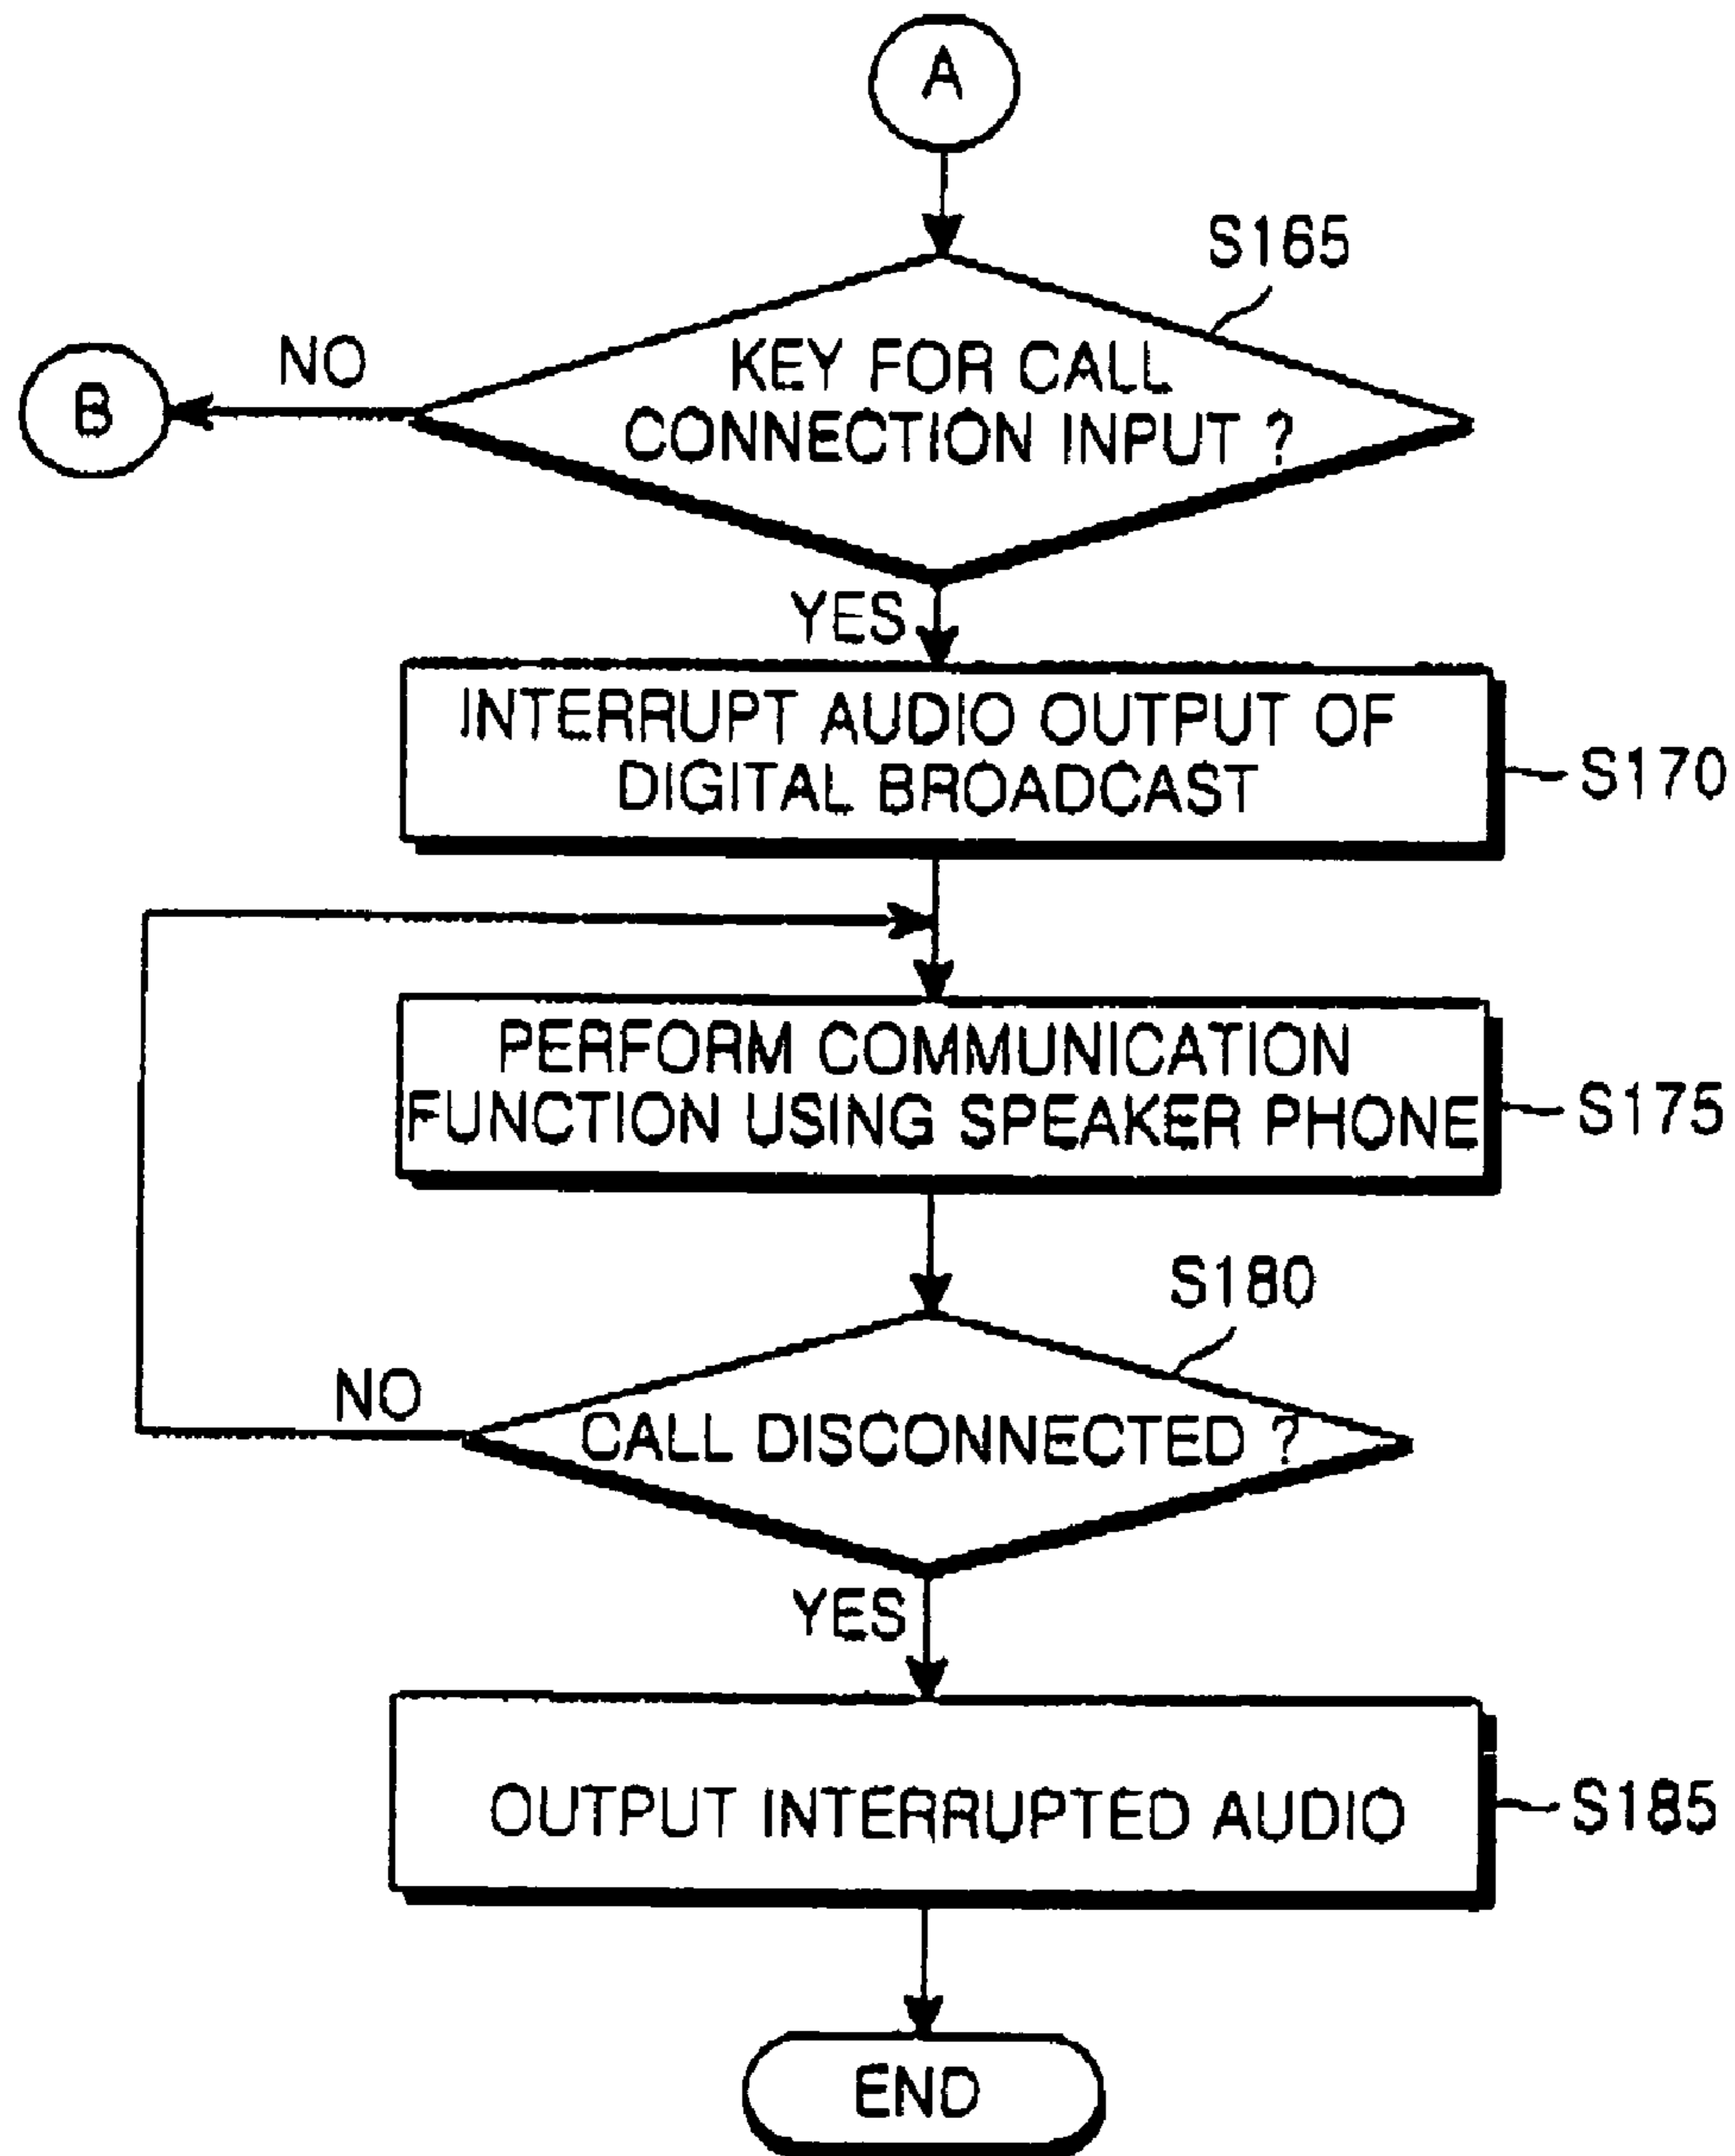 A
S165
KEY FOR CALL
CONNECTION INPUT ?
NO
B
YES
INTERRUPT AUDIO OUTPUT OF
DIGITAL BROADCAST
S170
PERFORM COMMUNICATION
FUNCTION USING SPEAKER PHONE
S175
S180
NO
CALL DISCONNECTED ?
YES
OUTPUT INTERRUPTED AUDIO
S185
END